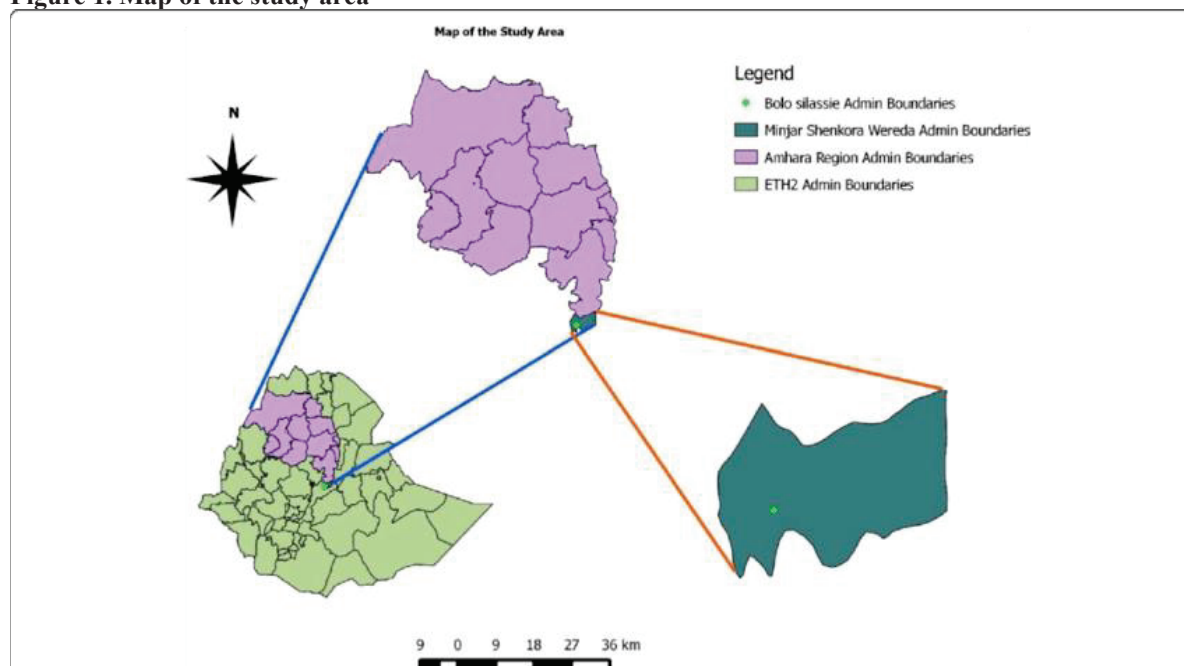 Figure 1. Map of the study area
Map of the Study Area
N
Legend
Bolo silassie Admin Boundaries
Minjar Shenkora Wereda Admin Boundaries
Amhara Region Admin Boundaries
ETH2 Admin Boundaries
9 0 9 18 27 36 km